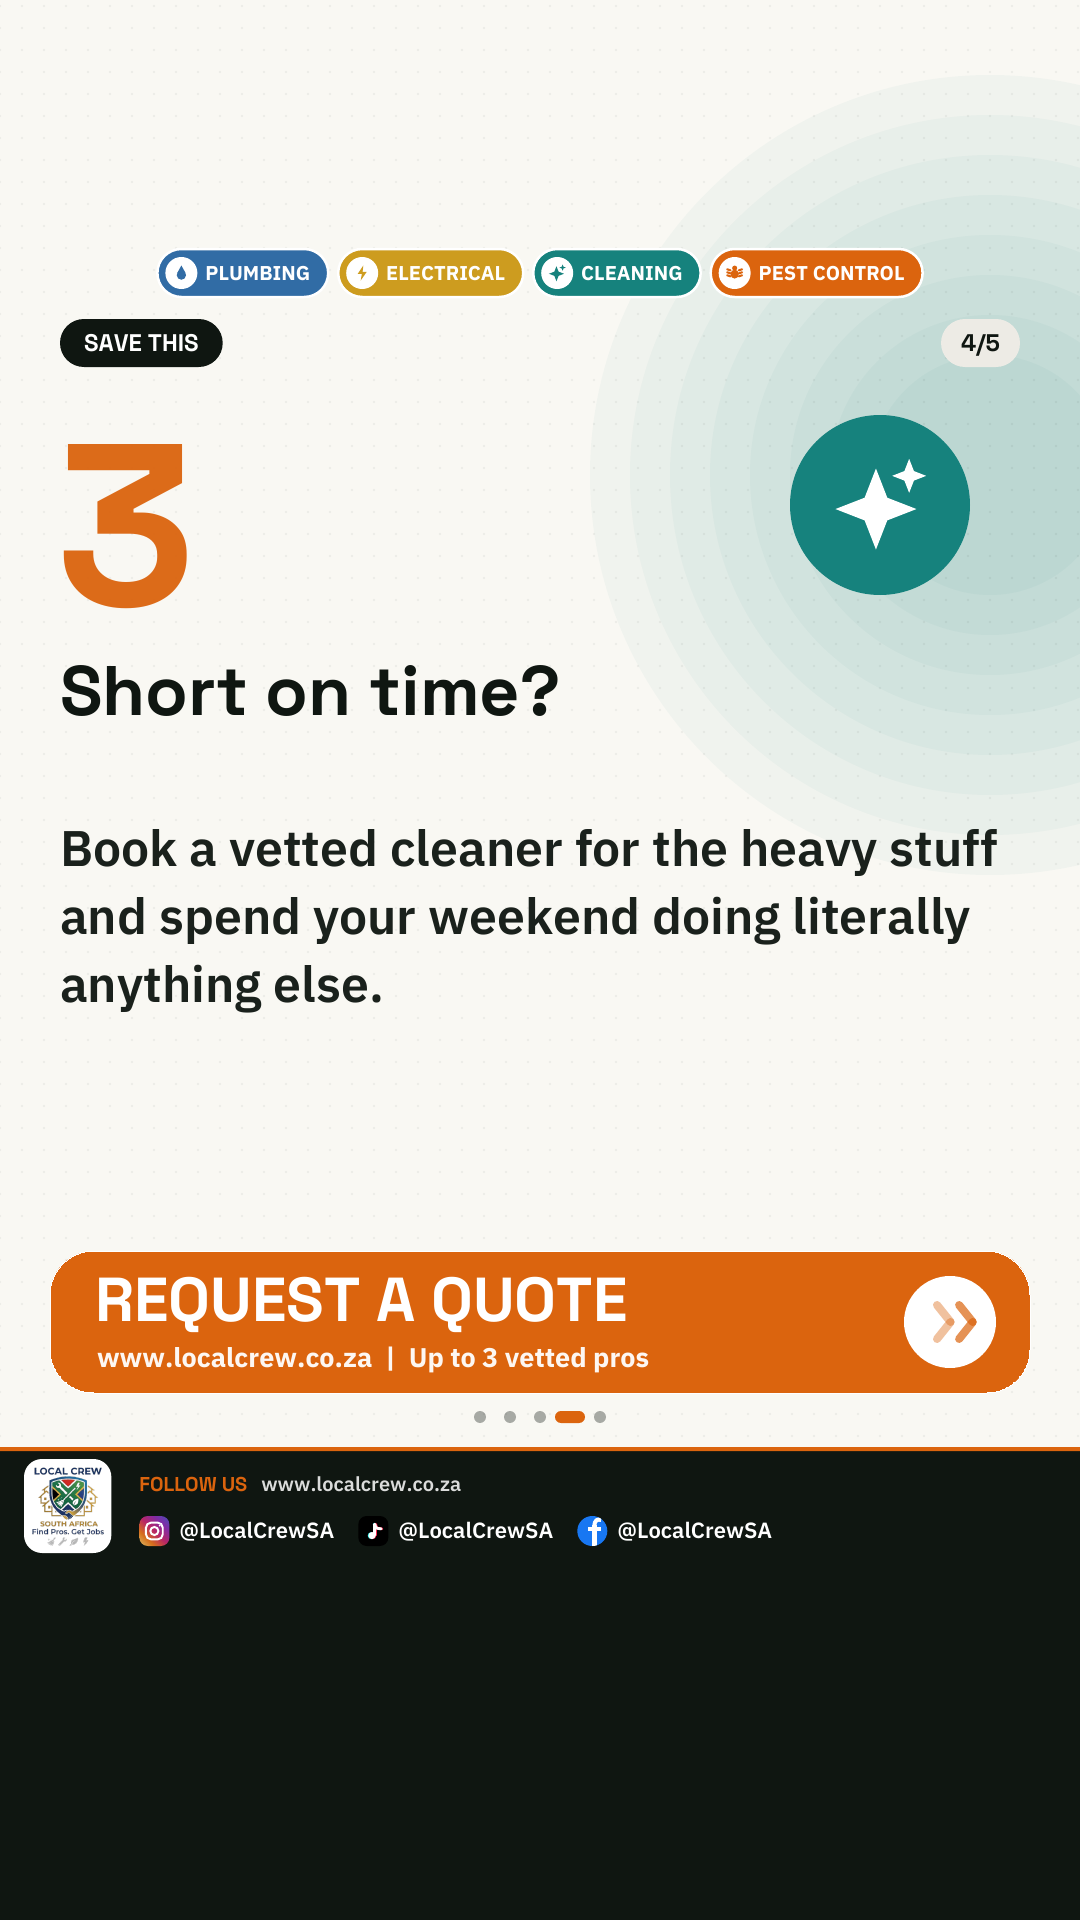 PLUMBING
ELECTRICAL
CLEANING
PEST CONTROL
SAVE THIS
4/5
3
Short on time?
Book a vetted cleaner for the heavy stuff
and spend your weekend doing literally
anything else.
REQUEST A QUOTE
www.localcrew.co.za | Up to 3 vetted pros
LOCAL CREW
SOUTH AFRICA
Find Pros. Get Jobs
FOLLOW US www.localcrew.co.za
@LocalCrewSA @LocalCrewSA @LocalCrewSA